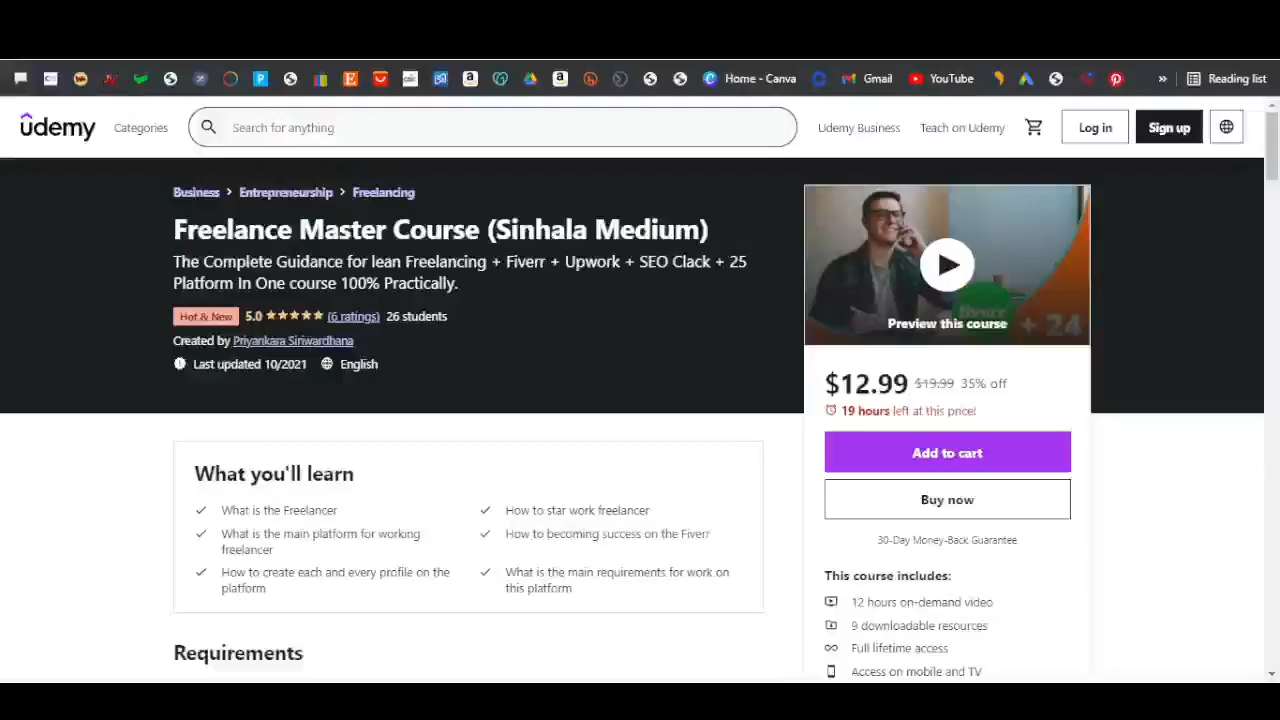 Home - Canva
Gmail
YouTube
»
Reading list
ûdemy
Categories
Search for anything
Udemy Business
Teach on Udemy
Log in
Sign up
Business > Entrepreneurship > Freelancing
Freelance Master Course (Sinhala Medium)
The Complete Guidance for lean Freelancing + Fiverr + Upwork + SEO Clack + 25
Platform In One course 100% Practically.
Hot & New 5.0 (6 ratings) 26 students
Created by Priyankara Siriwardhana
Last updated 10/2021 English
fiverr
+ 24
Preview this course
$12.99 $19.99 35% off
19 hours left at this price!
Add to cart
Buy now
30-Day Money-Back Guarantee
This course includes:
12 hours on-demand video
9 downloadable resources
Full lifetime access
Access on mobile and TV
What you'll learn
What is the Freelancer
What is the main platform for working
freelancer
How to create each and every profile on the
platform
How to star work freelancer
How to becoming success on the Fiverr
What is the main requirements for work on
this platform
Requirements